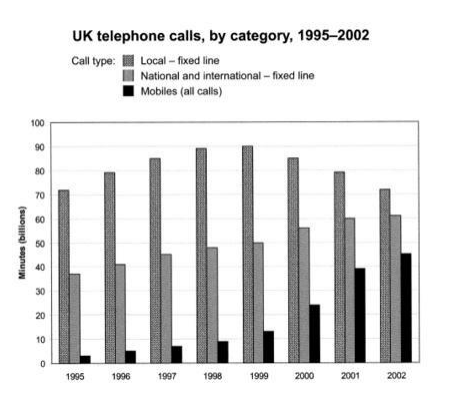 UK telephone calls, by category, 1995–2002
Call type: Local – fixed line
National and international – fixed line
Mobiles (all calls)
Minutes (billions)
100
90
80
70
60
50
40
30
20
10
0
1995 1996 1997 1998 1999 2000 2001 2002